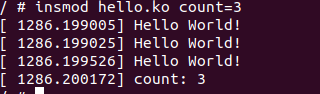 / # insmod hello.ko count=3
[ 1286.199005] Hello World!
[ 1286.199025] Hello World!
[ 1286.199526] Hello World!
[ 1286.200172] count: 3
/ #